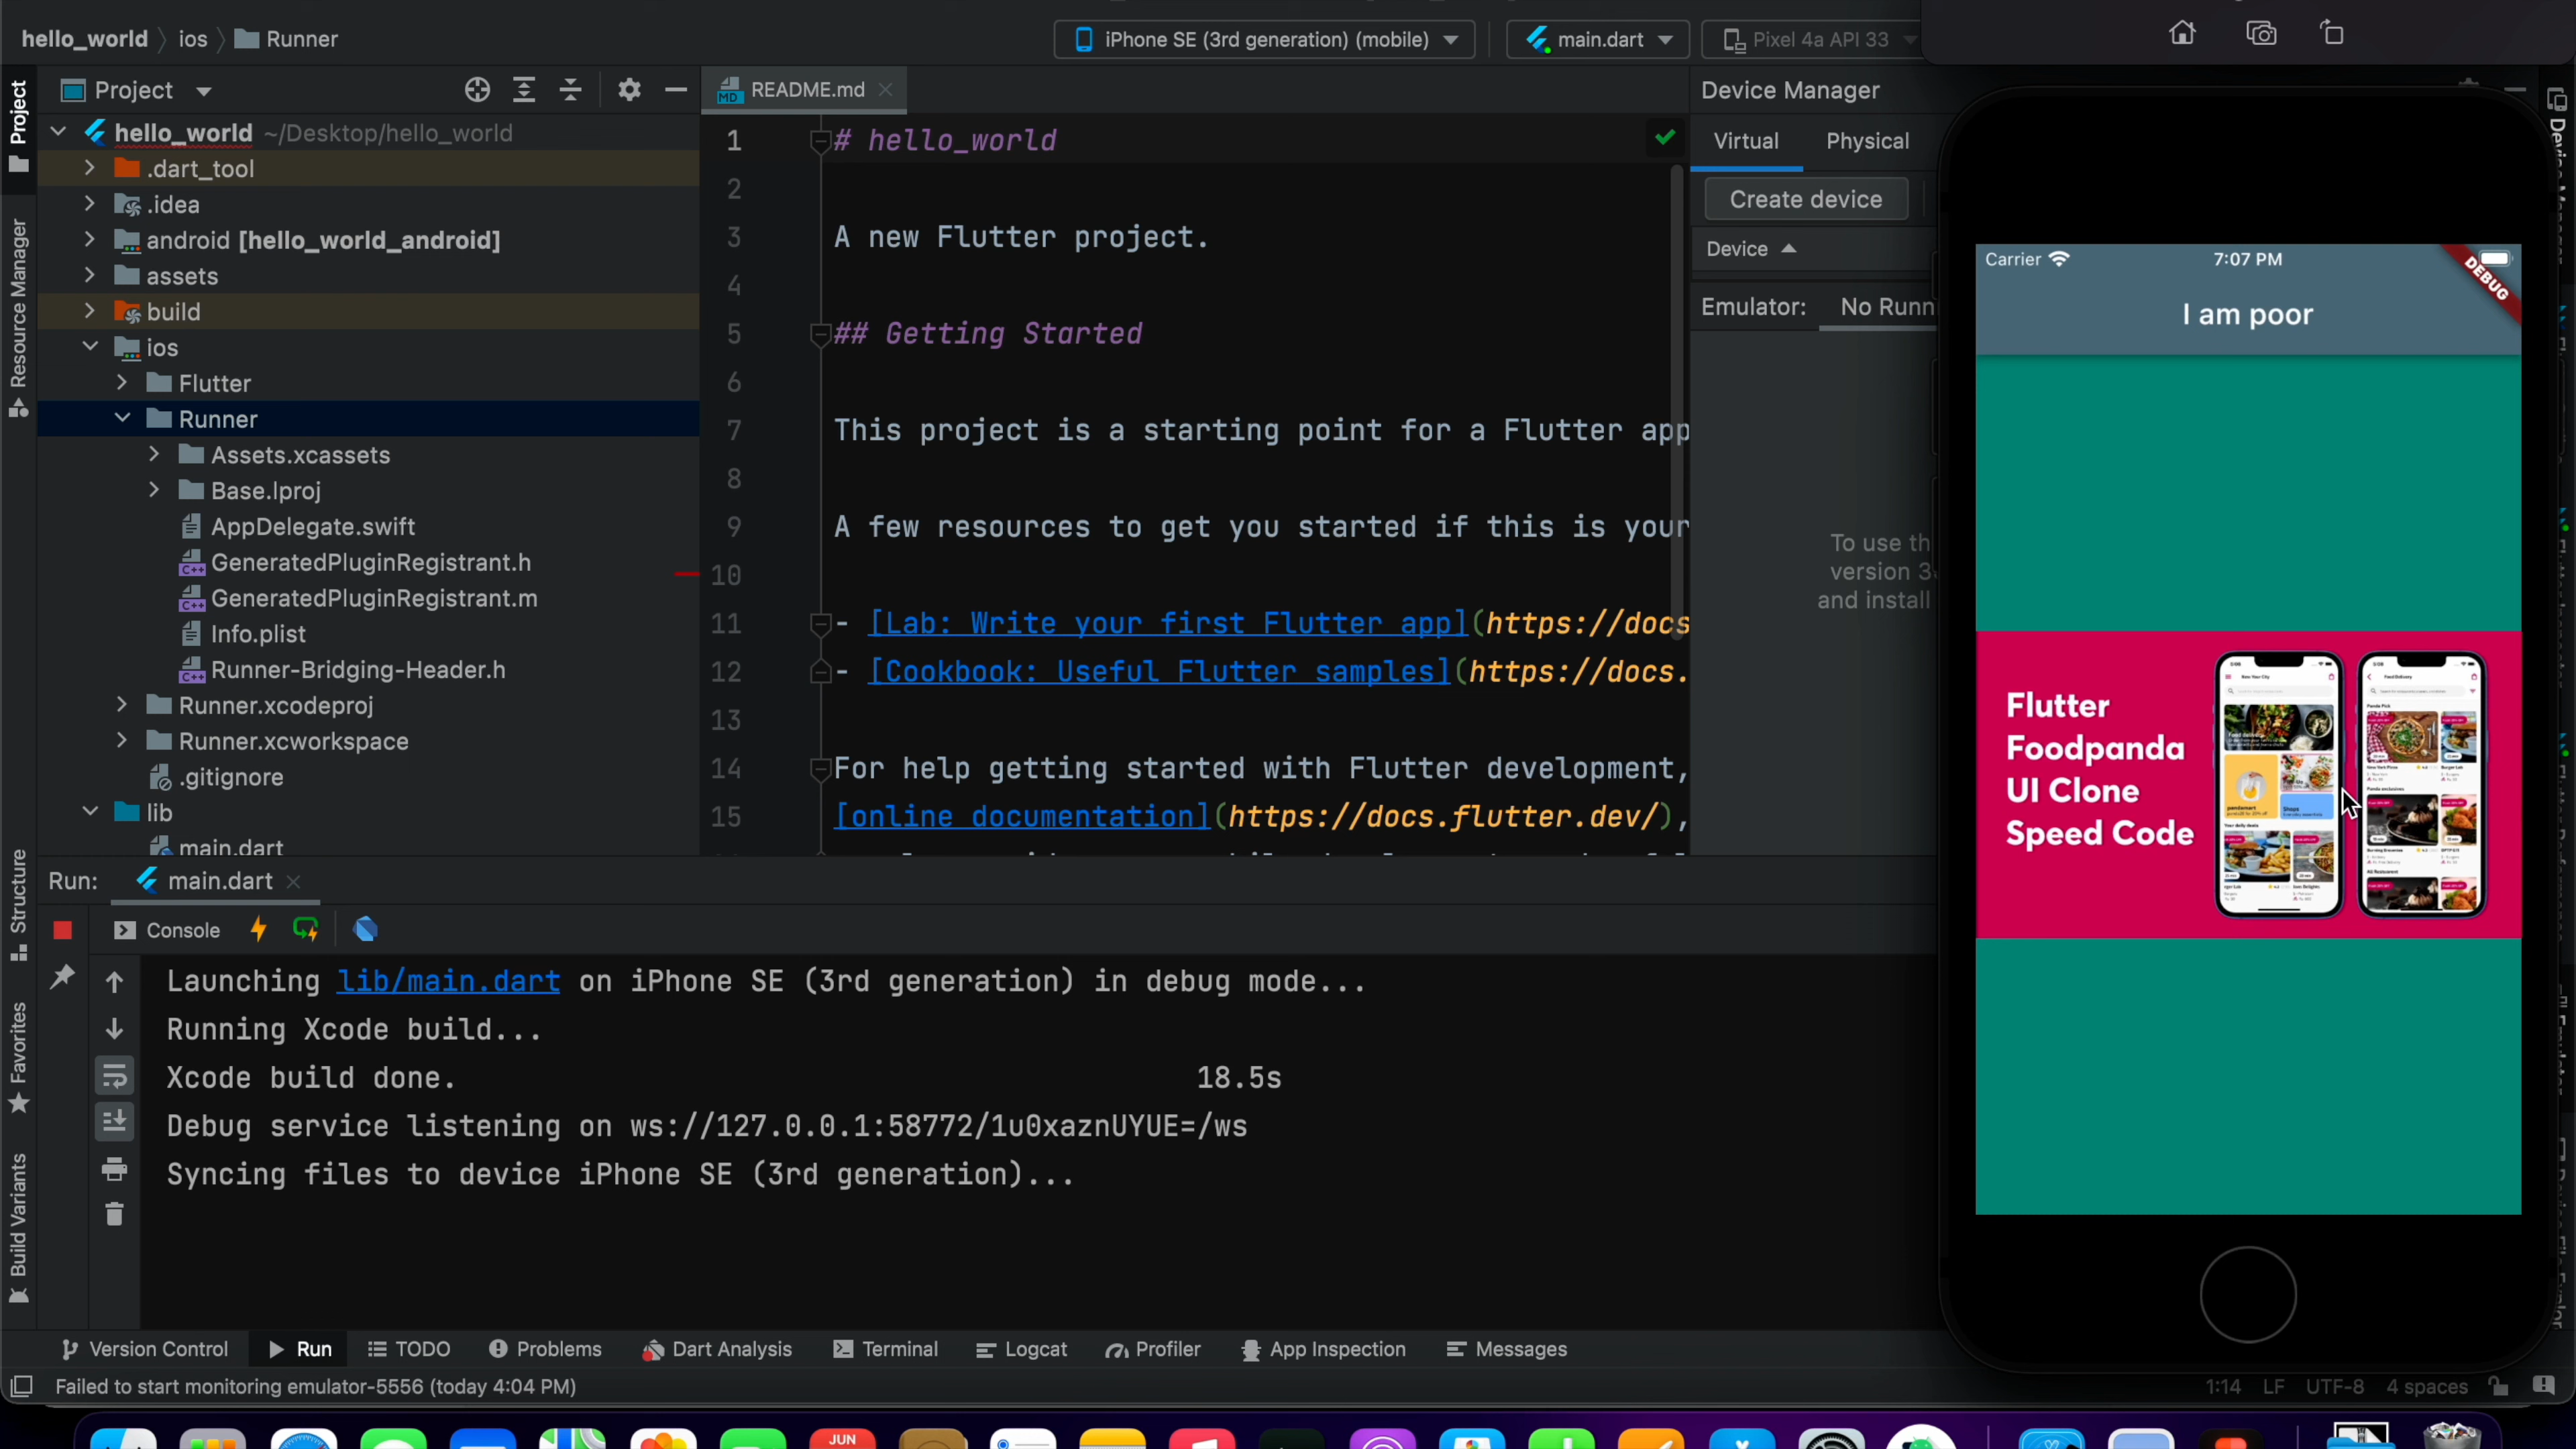 hello_world
ios
Runner
iPhone SE (3rd generation) (mobile)
main.dart
Pixel 4a API 33
Project
README.md
Device Manager
Project
Resource Manager
Structure
Favorites
Build Variants
hello_world ~/Desktop/hello_world
.dart_tool
.idea
android [hello_world_android]
assets
build
ios
Flutter
Runner
Assets.xcassets
Base.lproj
AppDelegate.swift
GeneratedPluginRegistrant.h
GeneratedPluginRegistrant.m
Info.plist
Runner-Bridging-Header.h
Runner.xcodeproj
Runner.xcworkspace
.gitignore
lib
main.dart
1 # hello_world
2
3 A new Flutter project.
4
5 ## Getting Started
6
7 This project is a starting point for a Flutter app
8
9 A few resources to get you started if this is your
10
11 - [Lab: Write your first Flutter app](https://docs
12 - [Cookbook: Useful Flutter samples](https://docs.
13
14 For help getting started with Flutter development,
15 [online documentation](https://docs.flutter.dev/),
Virtual
Physical
Create device
Device
Emulator:
No Runn
To use th
version 3
and install
Carrier
7:07 PM
DEBUG
I am poor
Flutter
Foodpanda
UI Clone
Speed Code
Run:
main.dart
Console
Launching lib/main.dart on iPhone SE (3rd generation) in debug mode...
Running Xcode build...
Xcode build done. 18.5s
Debug service listening on ws://127.0.0.1:58772/1u0xaznUYUE=/ws
Syncing files to device iPhone SE (3rd generation)...
Version Control
Run
TODO
Problems
Dart Analysis
Terminal
Logcat
Profiler
App Inspection
Messages
Failed to start monitoring emulator-5556 (today 4:04 PM)
1:14
LF
UTF-8
4 spaces
JUN